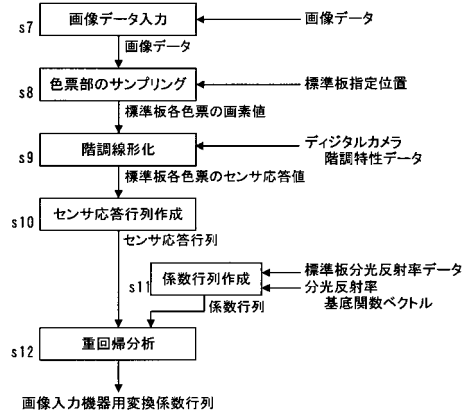 s7
画像データ入力
画像データ
画像データ
s8
色票部のサンプリング
標準板指定位置
標準板各色票の画素値
s9
階調線形化
ディジタルカメラ
階調特性データ
標準板各色票のセンサ応答値
s10
センサ応答行列作成
センサ応答行列
s11
係数行列作成
標準板分光反射率データ
分光反射率
基底関数ベクトル
係数行列
s12
重回帰分析
画像入力機器用変換係数行列